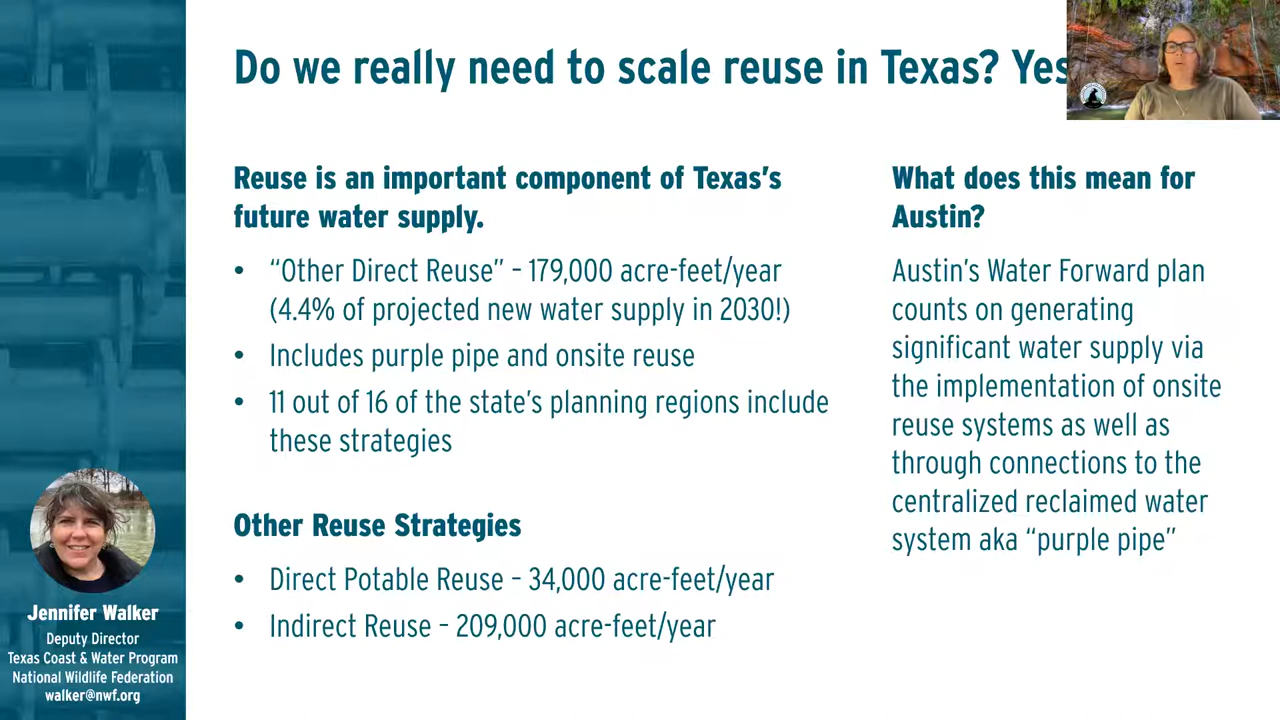 Do we really need to scale reuse in Texas? Yes
Reuse is an important component of Texas's
future water supply.
• “Other Direct Reuse” – 179,000 acre-feet/year
(4.4% of projected new water supply in 2030!)
• Includes purple pipe and onsite reuse
• 11 out of 16 of the state's planning regions include
these strategies
Other Reuse Strategies
• Direct Potable Reuse – 34,000 acre-feet/year
• Indirect Reuse – 209,000 acre-feet/year
What does this mean for
Austin?
Austin's Water Forward plan
counts on generating
significant water supply via
the implementation of onsite
reuse systems as well as
through connections to the
centralized reclaimed water
system aka “purple pipe”
Jennifer Walker
Deputy Director
Texas Coast & Water Program
National Wildlife Federation
walker@nwf.org